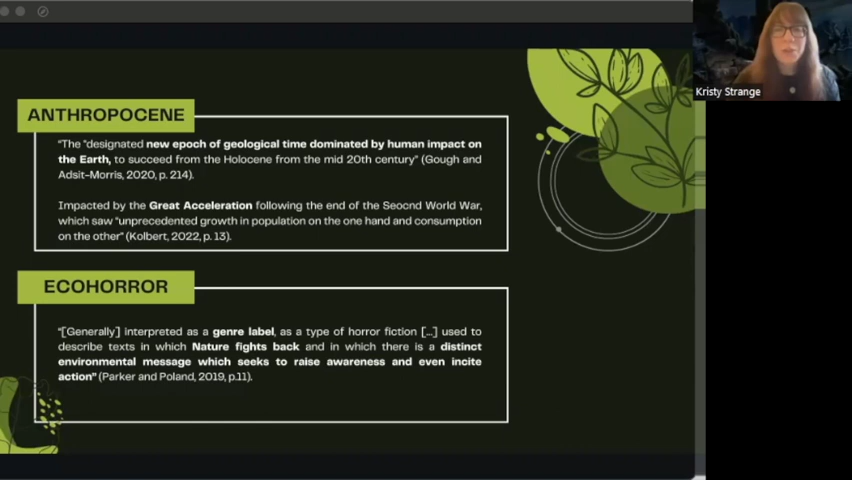 Kristy Strange
ANTHROPOCENE
"The "designated new epoch of geological time dominated by human impact on
the Earth, to succeed from the Holocene from the mid 20th century" (Gough and
Adsit-Morris, 2020, p. 214).
Impacted by the Great Acceleration following the end of the Seocnd World War,
which saw "unprecedented growth in population on the one hand and consumption
on the other" (Kolbert, 2022, p. 13).
ECOHORROR
"[Generally] interpreted as a genre label, as a type of horror fiction [...] used to
describe texts in which Nature fights back and in which there is a distinct
environmental message which seeks to raise awareness and even incite
action" (Parker and Poland, 2019, p.11).